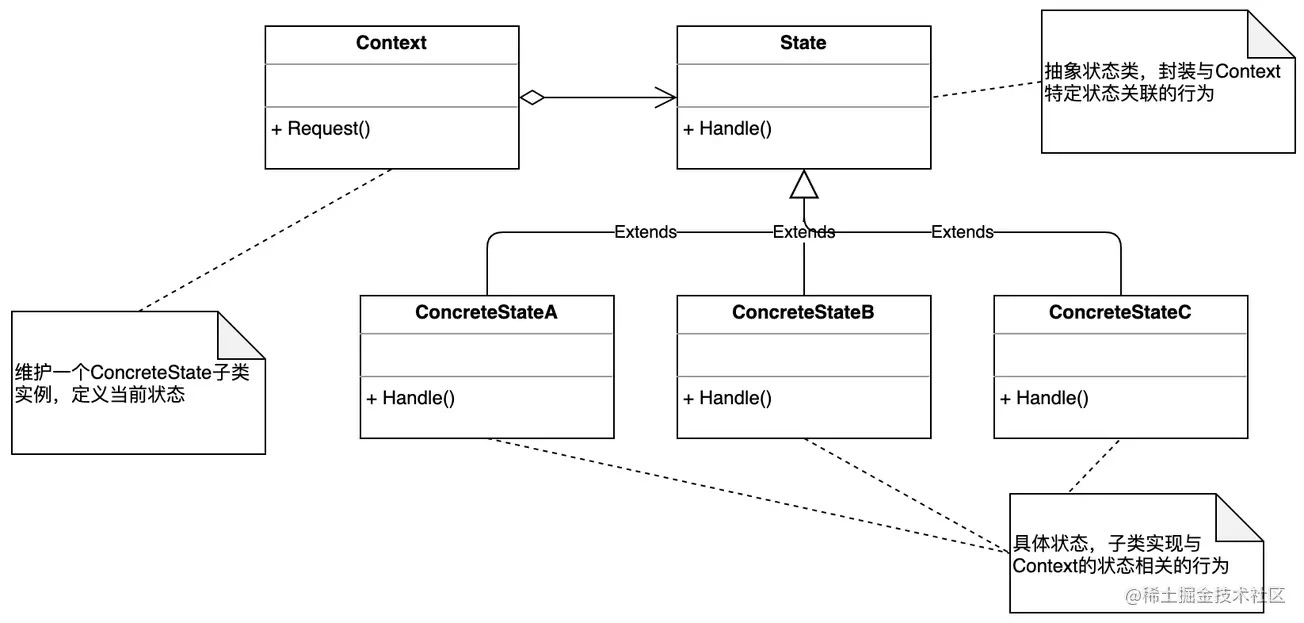 Context
State
抽象状态类，封装与Context
特定状态关联的行为
+ Request()
+ Handle()
Extends
Extends
Extends
ConcreteStateA
ConcreteStateB
ConcreteStateC
维护一个ConcreteState子类
实例，定义当前状态
+ Handle()
+ Handle()
+ Handle()
具体状态，子类实现与
Context的状态相关的行为
@稀土掘金技术社区